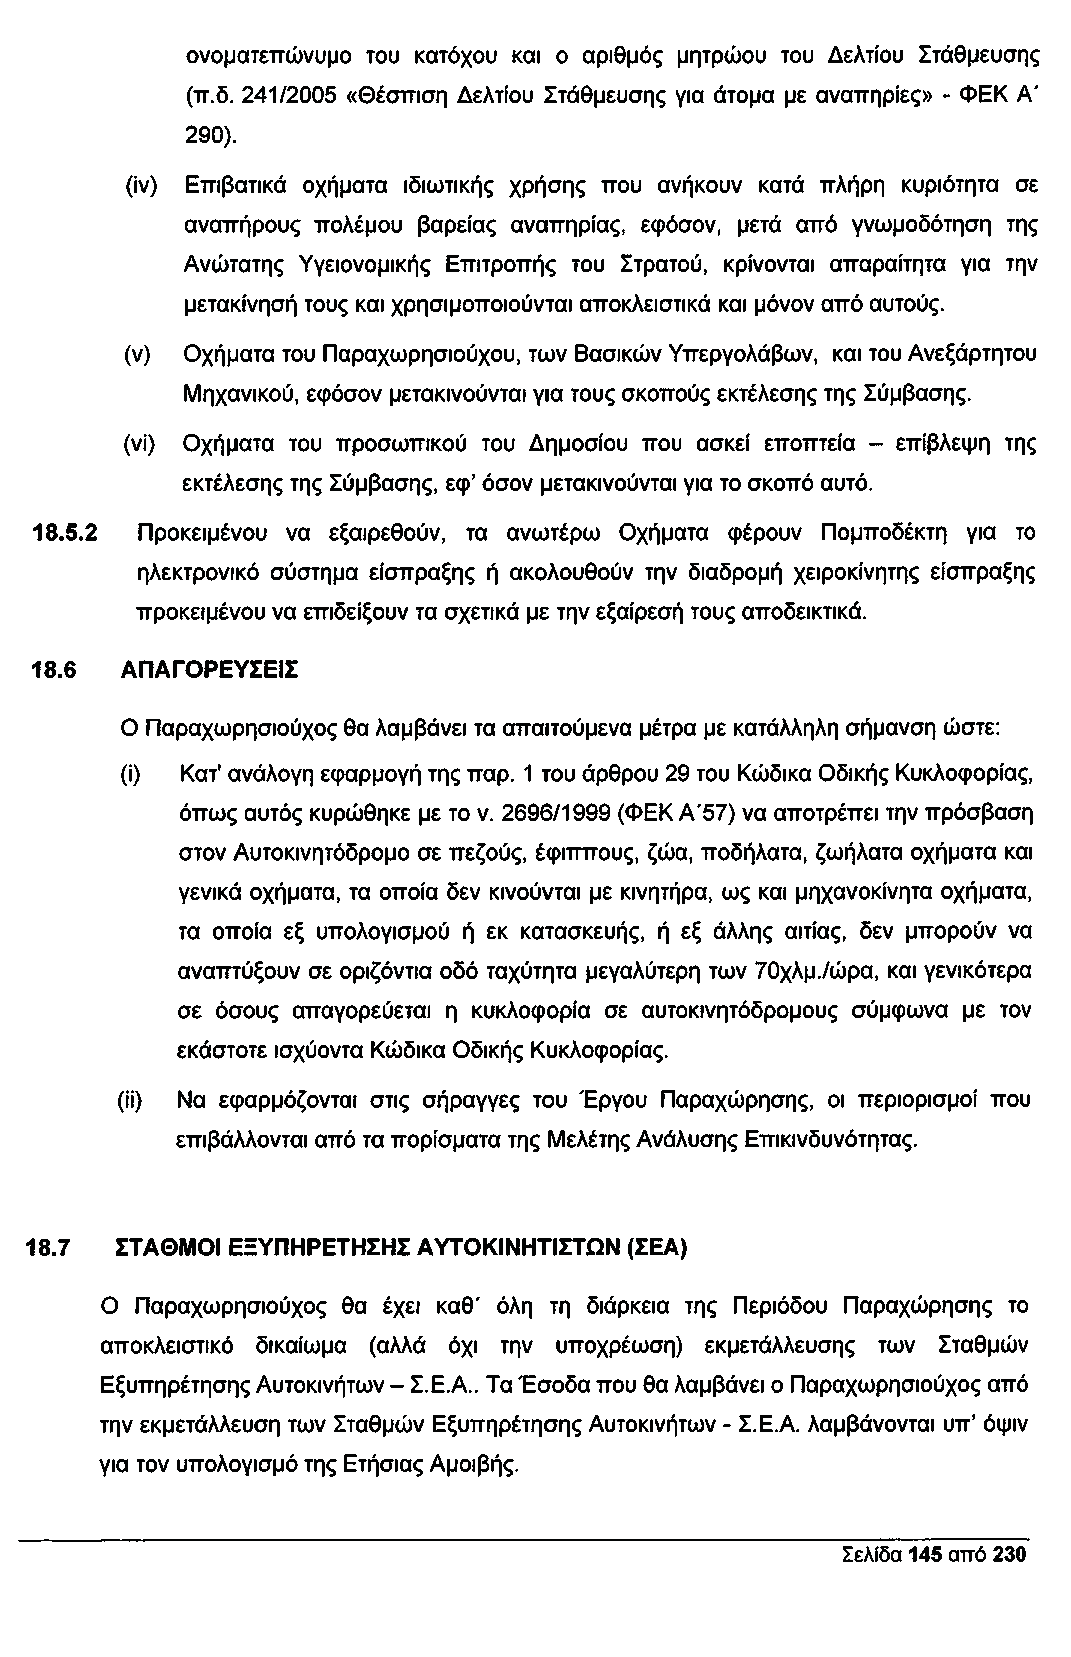 ονοματεπώνυμο του κατόχου και ο αριθμός μητρώου του Δελτίου Στάθμευσης
(π.δ. 241/2005 «Θέσπιση Δελτίου Στάθμευσης για άτομα με αναπηρίες» - ΦΕΚ Α΄
290).
(iv) Επιβατικά οχήματα ιδιωτικής χρήσης που ανήκουν κατά πλήρη κυριότητα σε
αναπήρους πολέμου βαρείας αναπηρίας, εφόσον, μετά από γνωμοδότηση της
Ανώτατης Υγειονομικής Επιτροπής του Στρατού, κρίνονται απαραίτητα για την
μετακίνησή τους και χρησιμοποιούνται αποκλειστικά και μόνον από αυτούς.
(v) Οχήματα του Παραχωρησιούχου, των Βασικών Υπεργολάβων, και του Ανεξάρτητου
Μηχανικού, εφόσον μετακινούνται για τους σκοπούς εκτέλεσης της Σύμβασης.
(vi) Οχήματα του προσωπικού του Δημοσίου που ασκεί εποπτεία – επίβλεψη της
εκτέλεσης της Σύμβασης, εφ’ όσον μετακινούνται για το σκοπό αυτό.
18.5.2 Προκειμένου να εξαιρεθούν, τα ανωτέρω Οχήματα φέρουν Πομποδέκτη για το
ηλεκτρονικό σύστημα είσπραξης ή ακολουθούν την διαδρομή χειροκίνητης είσπραξης
προκειμένου να επιδείξουν τα σχετικά με την εξαίρεσή τους αποδεικτικά.
18.6 ΑΠΑΓΟΡΕΥΣΕΙΣ
Ο Παραχωρησιούχος θα λαμβάνει τα απαιτούμενα μέτρα με κατάλληλη σήμανση ώστε:
(i) Κατ’ ανάλογη εφαρμογή της παρ. 1 του άρθρου 29 του Κώδικα Οδικής Κυκλοφορίας,
όπως αυτός κυρώθηκε με το ν. 2696/1999 (ΦΕΚ Α΄57) να αποτρέπει την πρόσβαση
στον Αυτοκινητόδρομο σε πεζούς, έφιππους, ζώα, ποδήλατα, ζωήλατα οχήματα και
γενικά οχήματα, τα οποία δεν κινούνται με κινητήρα, ως και μηχανοκίνητα οχήματα,
τα οποία εξ υπολογισμού ή εκ κατασκευής, ή εξ άλλης αιτίας, δεν μπορούν να
αναπτύξουν σε οριζόντια οδό ταχύτητα μεγαλύτερη των 70χλμ./ώρα, και γενικότερα
σε όσους απαγορεύεται η κυκλοφορία σε αυτοκινητόδρομους σύμφωνα με τον
εκάστοτε ισχύοντα Κώδικα Οδικής Κυκλοφορίας.
(ii) Να εφαρμόζονται στις σήραγγες του Έργου Παραχώρησης, οι περιορισμοί που
επιβάλλονται από τα πορίσματα της Μελέτης Ανάλυσης Επικινδυνότητας.
18.7 ΣΤΑΘΜΟΙ ΕΞΥΠΗΡΕΤΗΣΗΣ ΑΥΤΟΚΙΝΗΤΙΣΤΩΝ (ΣΕΑ)
Ο Παραχωρησιούχος θα έχει καθ΄ όλη τη διάρκεια της Περιόδου Παραχώρησης το
αποκλειστικό δικαίωμα (αλλά όχι την υποχρέωση) εκμετάλλευσης των Σταθμών
Εξυπηρέτησης Αυτοκινήτων – Σ.Ε.Α.. Τα Έσοδα που θα λαμβάνει ο Παραχωρησιούχος από
την εκμετάλλευση των Σταθμών Εξυπηρέτησης Αυτοκινήτων - Σ.Ε.Α. λαμβάνονται υπ’ όψιν
για τον υπολογισμό της Ετήσιας Αμοιβής.
Σελίδα 145 από 230